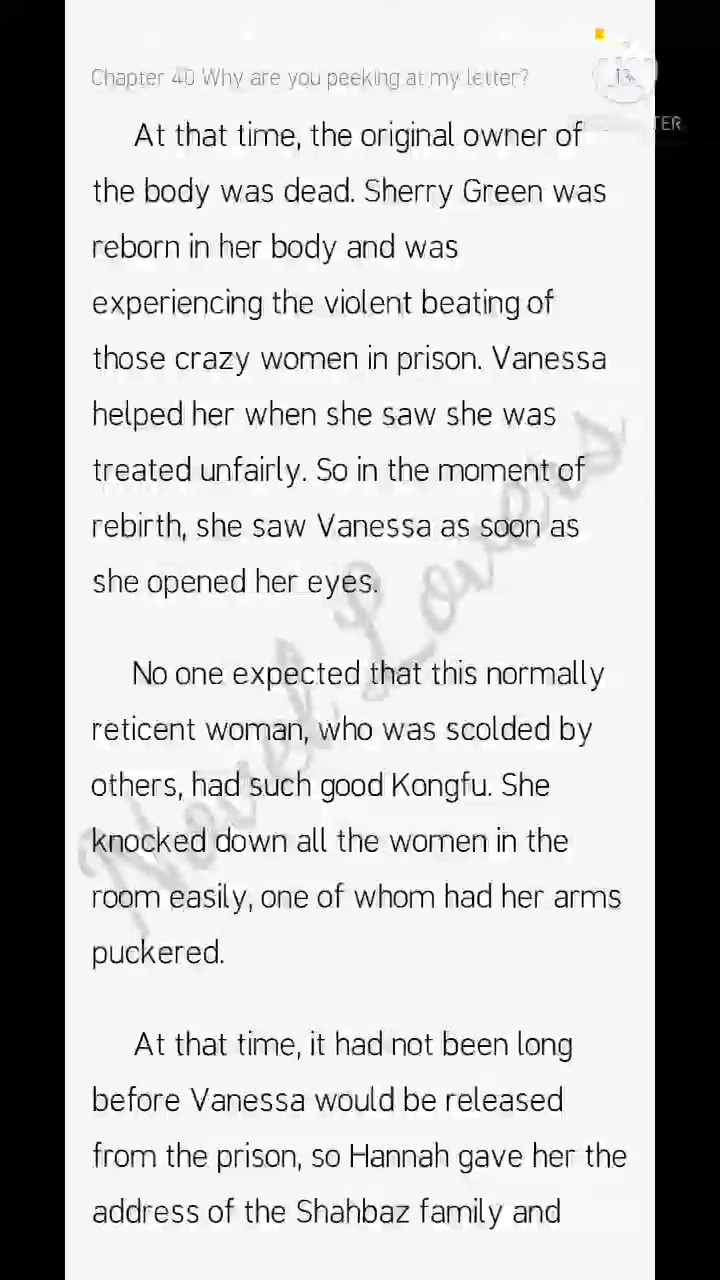 Chapter 40 Why are you peeking at my letter?
TER
At that time, the original owner of
the body was dead. Sherry Green was
reborn in her body and was
experiencing the violent beating of
those crazy women in prison. Vanessa
helped her when she saw she was
treated unfairly. So in the moment of
rebirth, she saw Vanessa as soon as
she opened her eyes.
No one expected that this normally
reticent woman, who was scolded by
others, had such good Kongfu. She
knocked down all the women in the
room easily, one of whom had her arms
puckered.
At that time, it had not been long
before Vanessa would be released
from the prison, so Hannah gave her the
address of the Shahbaz family and
Novel Lovers